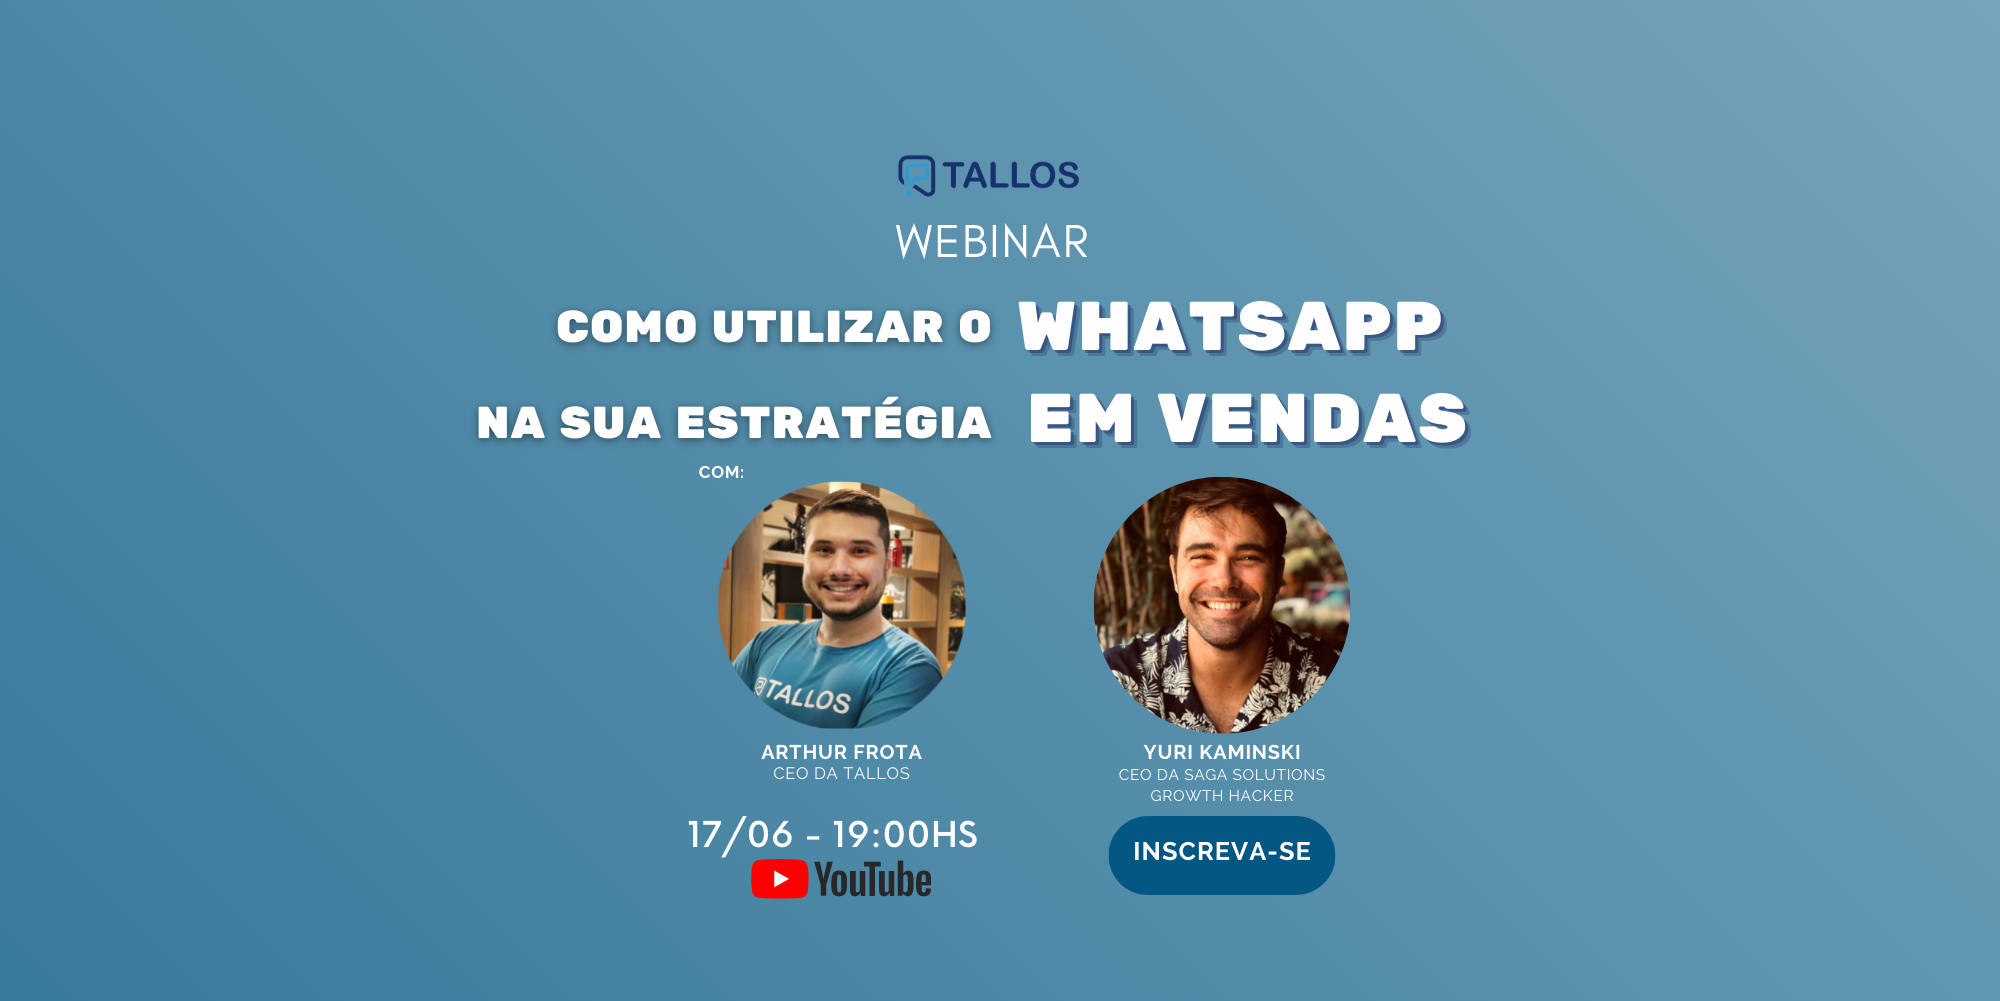 TALLOS
WEBINAR
COMO UTILIZAR O WHATSAPP
NA SUA ESTRATÉGIA EM VENDAS
COM:
TALLOS
ARTHUR FROTA
CEO DA TALLOS
YURI KAMINSKI
CEO DA SAGA SOLUTIONS
GROWTH HACKER
17/06 - 19:00HS
YouTube
INSCREVA-SE